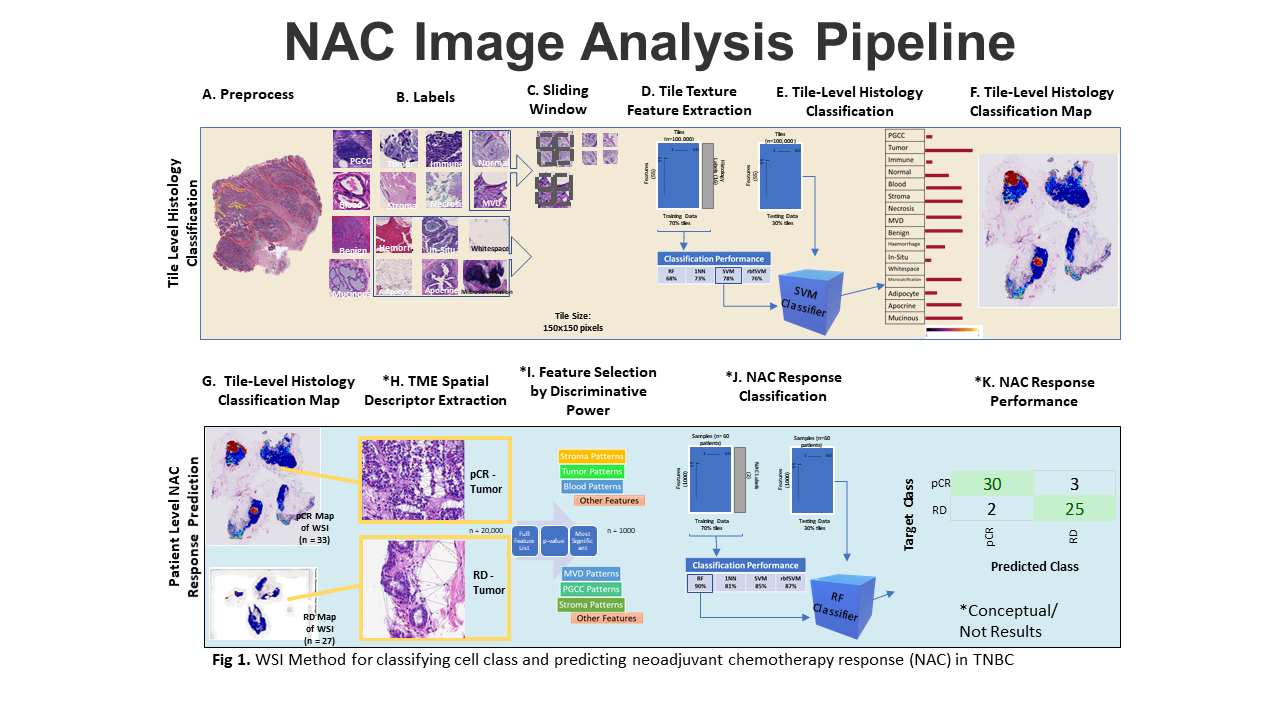 NAC Image Analysis Pipeline
A. Preprocess
B. Labels
C. Sliding
Window
D. Tile Texture
Feature Extraction
E. Tile-Level Histology
Classification
F. Tile-Level Histology
Classification Map
Tile Level Histology
Classification
PGCC
Tumor
Immune
Normal
Blood
Stroma
Necrosis
MVD
Benign
Hemorrh
In-Situ
Whitespace
Mucinous
Adipocyte
Apocrine
Tile Size:
150x150 pixels
Tiles
(n=100,000)
Features
(55)
Histology
Labels (16)
Training Data
70% tiles
Tiles
(n=100,000)
Features
(55)
Testing Data
30% tiles
Classification Performance
RF 1NN SVM rbfSVM
68% 73% 78% 76%
SVM
Classifier
PGCC
Tumor
Immune
Normal
Blood
Stroma
Necrosis
MVD
Benign
Haemorrhage
In-Situ
Whitespace
Microcalcification
Adipocyte
Apocrine
Mucinous
G. Tile-Level Histology
Classification Map
*H. TME Spatial
Descriptor Extraction
*I. Feature Selection
by Discriminative
Power
*J. NAC Response
Classification
*K. NAC Response
Performance
Patient Level NAC
Response Prediction
pCR Map
of WSI
(n = 33)
RD Map
of WSI
(n = 27)
pCR -
Tumor
RD -
Tumor
Stroma Patterns
Tumor Patterns
Blood Patterns
Other Features
n = 20,000
Full
Feature
List
p-value
Most
Signific
ant
n = 1000
MVD Patterns
PGCC Patterns
Stroma Patterns
Other Features
Samples (n= 60
patients)
Features
(1000)
NAC Labels
(2)
Training Data
70% tiles
Samples (n=60
patients)
Features
(1000)
Testing Data
30% tiles
Classification Performance
RF 1NN SVM rbfSVM
90% 81% 85% 87%
RF
Classifier
Target Class
pCR 30 3
RD 2 25
pCR RD
Predicted Class
*Conceptual/
Not Results
Fig 1. WSI Method for classifying cell class and predicting neoadjuvant chemotherapy response (NAC) in TNBC